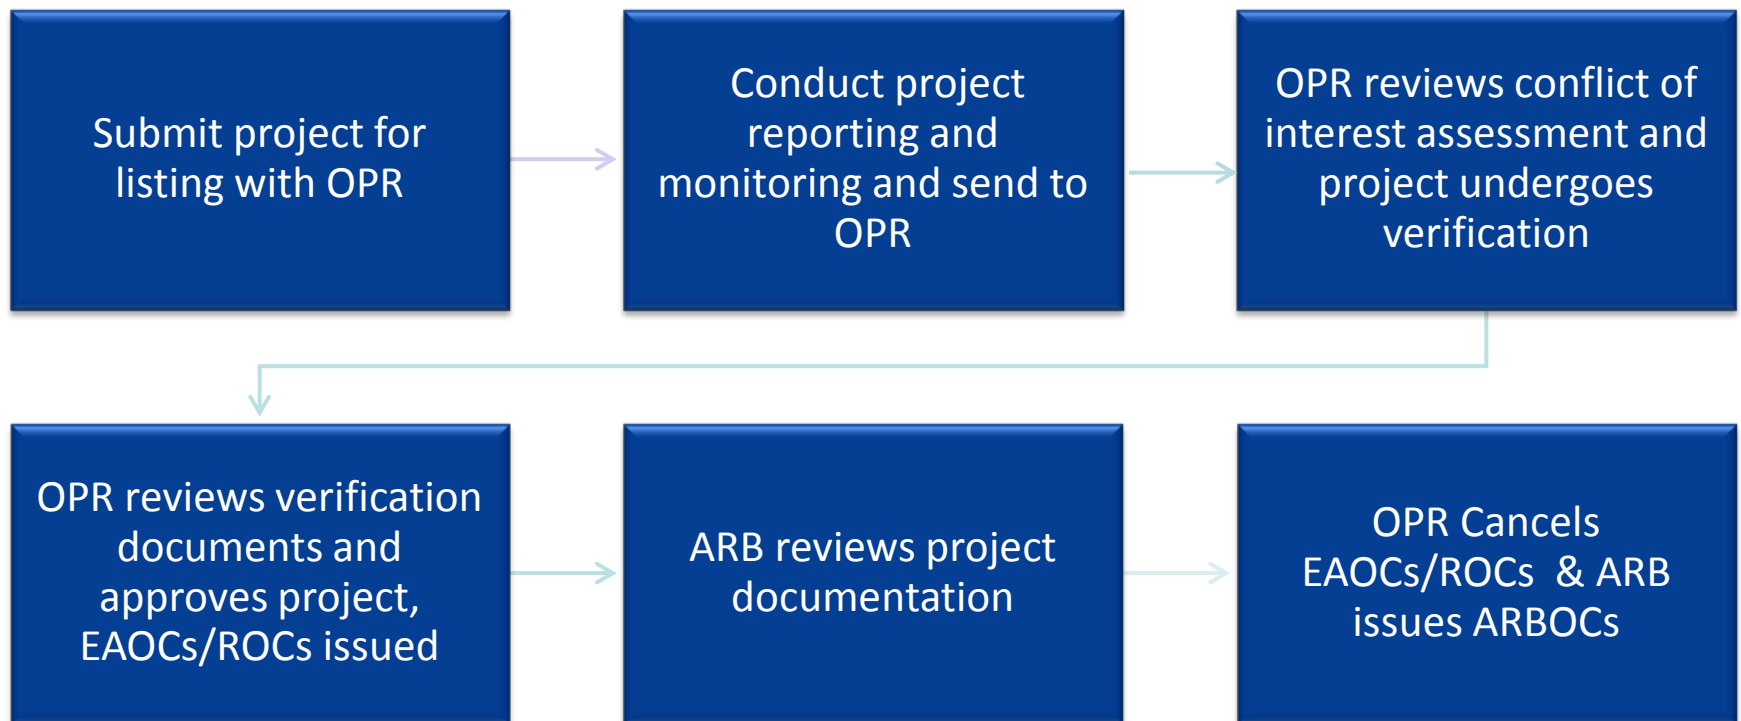 Submit project for
listing with OPR
Conduct project
reporting and
monitoring and send to
OPR
OPR reviews conflict of
interest assessment and
project undergoes
verification
OPR reviews verification
documents and
approves project,
EAOCs/ROCs issued
ARB reviews project
documentation
OPR Cancels
EAOCs/ROCs & ARB
issues ARBOCs